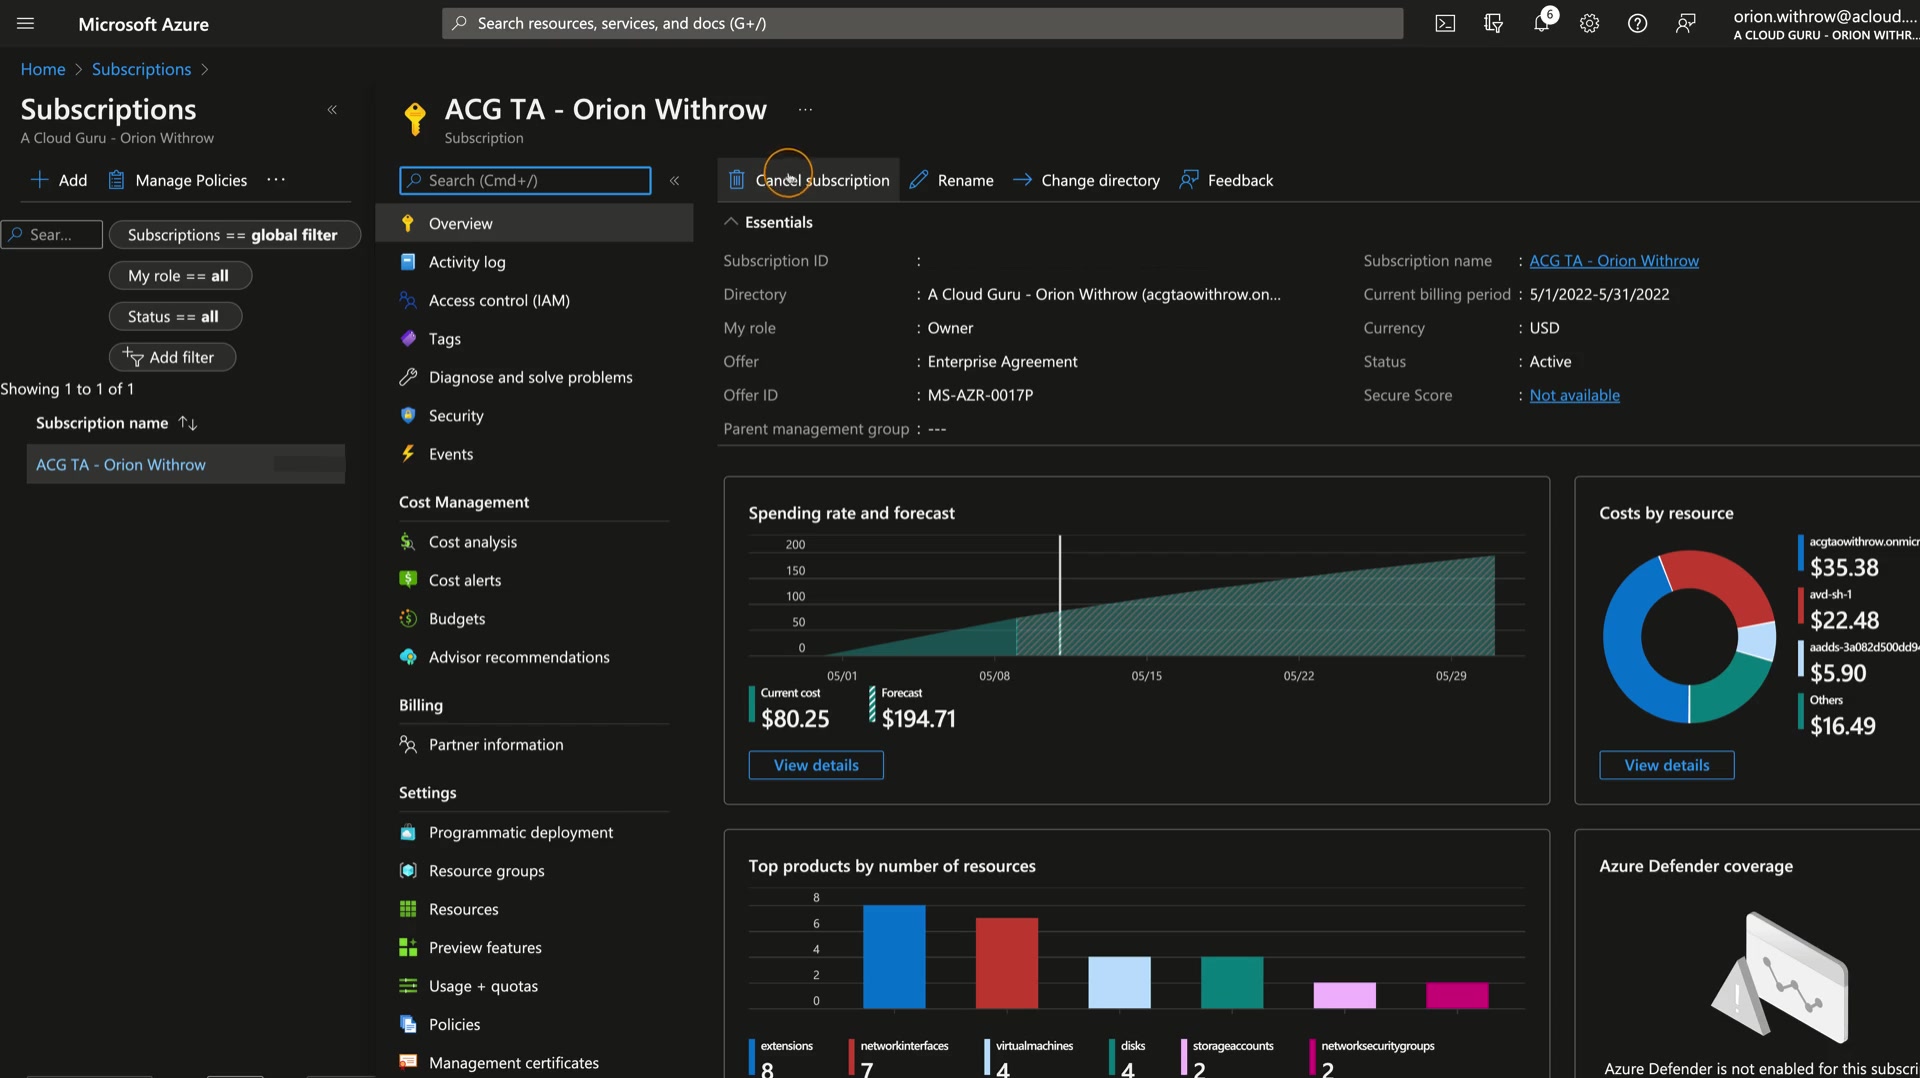 Microsoft Azure
Search resources, services, and docs (G+/)
6
orion.withrow@acloud....
A CLOUD GURU - ORION WITHR...
Home > Subscriptions >
Subscriptions
«
A Cloud Guru - Orion Withrow
+ Add
Manage Policies
...
Sear...
Subscriptions == global filter
My role == all
Status == all
Add filter
Showing 1 to 1 of 1
Subscription name ↑↓
ACG TA - Orion Withrow
ACG TA - Orion Withrow
...
Subscription
Search (Cmd+/)
«
Overview
Activity log
Access control (IAM)
Tags
Diagnose and solve problems
Security
Events
Cost Management
Cost analysis
Cost alerts
Budgets
Advisor recommendations
Billing
Partner information
Settings
Programmatic deployment
Resource groups
Resources
Preview features
Usage + quotas
Policies
Management certificates
Cancel subscription
Rename
Change directory
Feedback
Essentials
Subscription ID :
Directory : A Cloud Guru - Orion Withrow (acgtaowithrow.on...
My role : Owner
Offer : Enterprise Agreement
Offer ID : MS-AZR-0017P
Parent management group : ---
Subscription name : ACG TA - Orion Withrow
Current billing period : 5/1/2022-5/31/2022
Currency : USD
Status : Active
Secure Score : Not available
Spending rate and forecast
200
150
100
50
0
05/01 05/08 05/15 05/22 05/29
Current cost
$80.25
Forecast
$194.71
View details
Costs by resource
acgtaowithrow.onmicr
$35.38
avd-sh-1
$22.48
aadds-3a082d500dd94
$5.90
Others
$16.49
View details
Top products by number of resources
8
6
4
2
0
extensions
8
networkinterfaces
7
virtualmachines
4
disks
4
storageaccounts
2
networksecuritygroups
2
Azure Defender coverage
Azure Defender is not enabled for this subscri